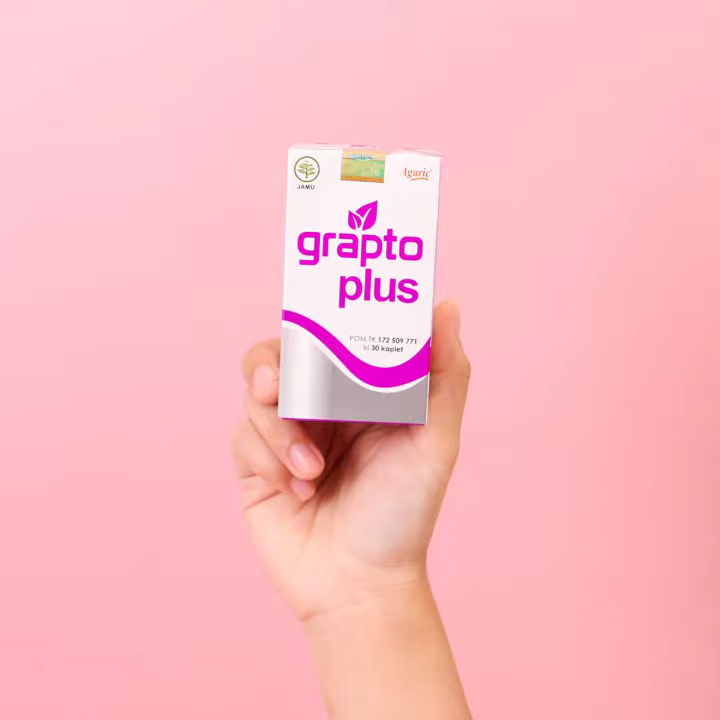 JAMU
Agaric
grapto
plus
POM.TR 172 509 771
Isi 30 kaplet